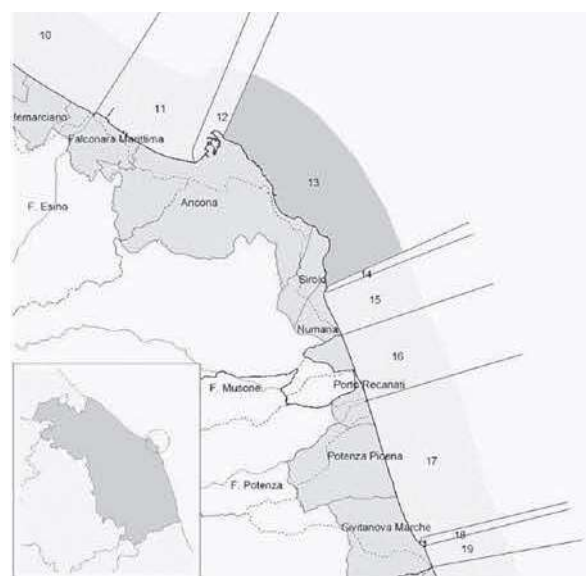 10
11
12
Falconara Marittima
13
F. Esino
Ancona
14
Sirolo
15
Numana
16
F. Musone
Porto Recanati
Potenza Picena
17
F. Potenza
Civitanova Marche
18
19